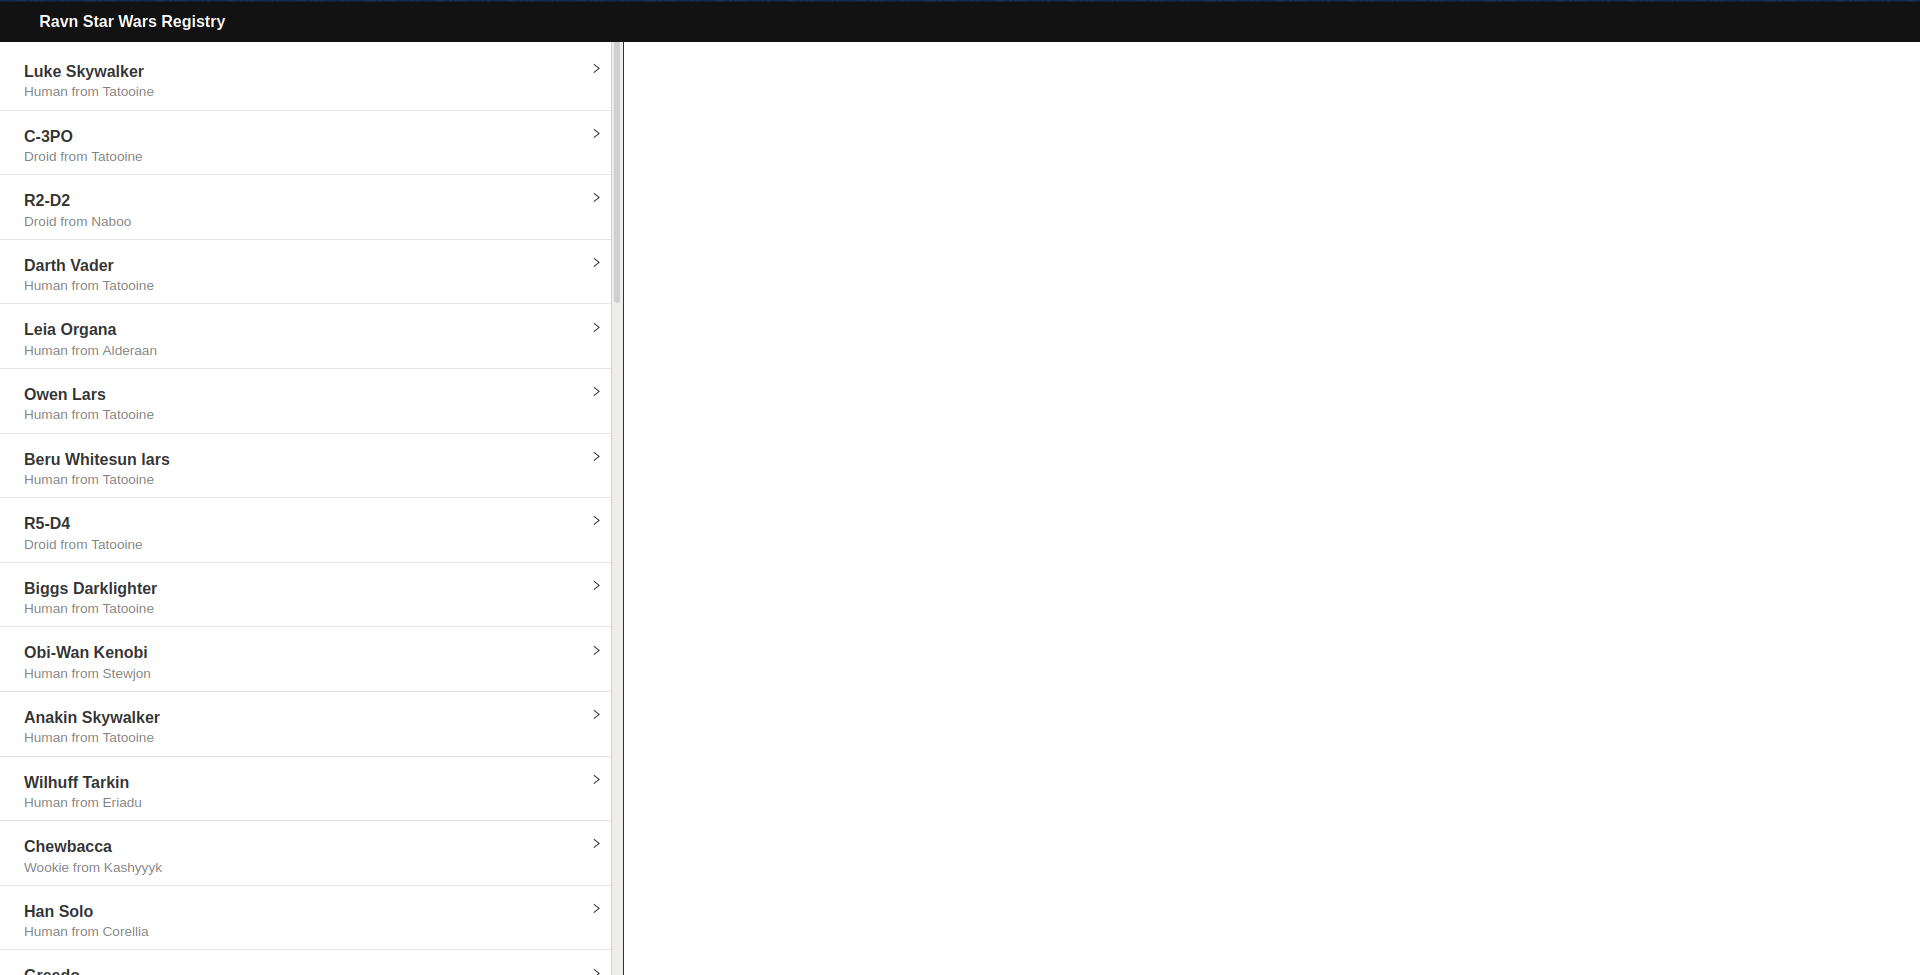 Ravn Star Wars Registry
Luke Skywalker
Human from Tatooine
C-3PO
Droid from Tatooine
R2-D2
Droid from Naboo
Darth Vader
Human from Tatooine
Leia Organa
Human from Alderaan
Owen Lars
Human from Tatooine
Beru Whitesun lars
Human from Tatooine
R5-D4
Droid from Tatooine
Biggs Darklighter
Human from Tatooine
Obi-Wan Kenobi
Human from Stewjon
Anakin Skywalker
Human from Tatooine
Wilhuff Tarkin
Human from Eriadu
Chewbacca
Wookie from Kashyyyk
Han Solo
Human from Corellia
Greedo